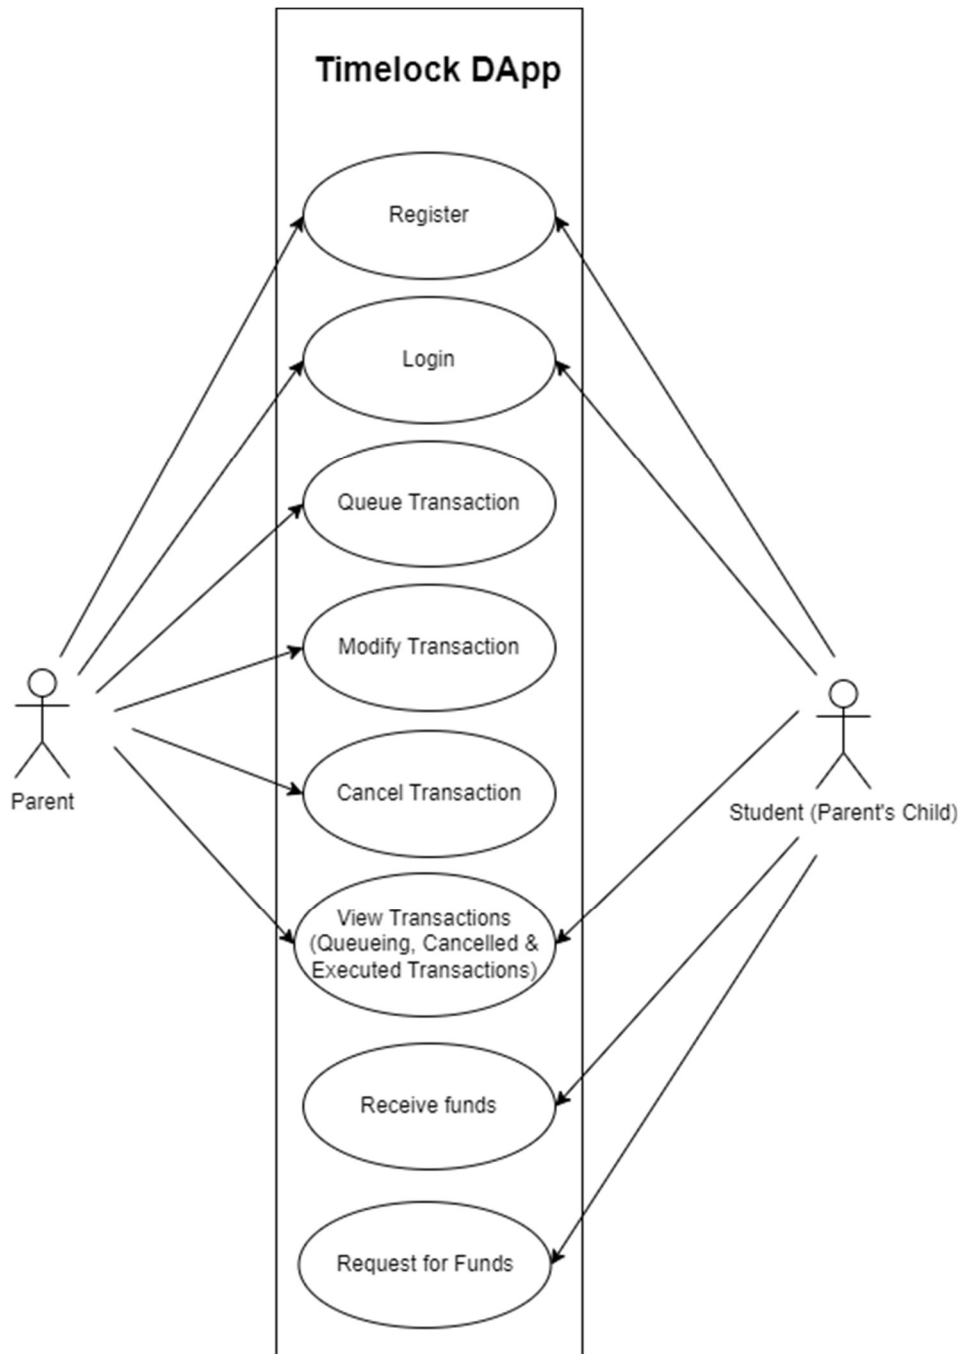 Timelock DApp
Register
Login
Queue Transaction
Modify Transaction
Cancel Transaction
View Transactions
(Queueing, Cancelled &
Executed Transactions)
Receive funds
Request for Funds
Parent
Student (Parent's Child)